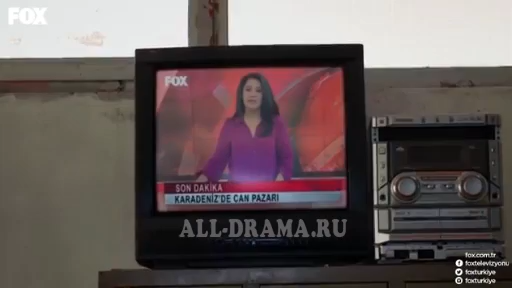 FOX
FOX
SON DAKİKA
KARADENİZ'DE CAN PAZARI
ALL-DRAMA.RU
fox.com.tr
foxtelevizyonu
foxturkiye
foxturkiye